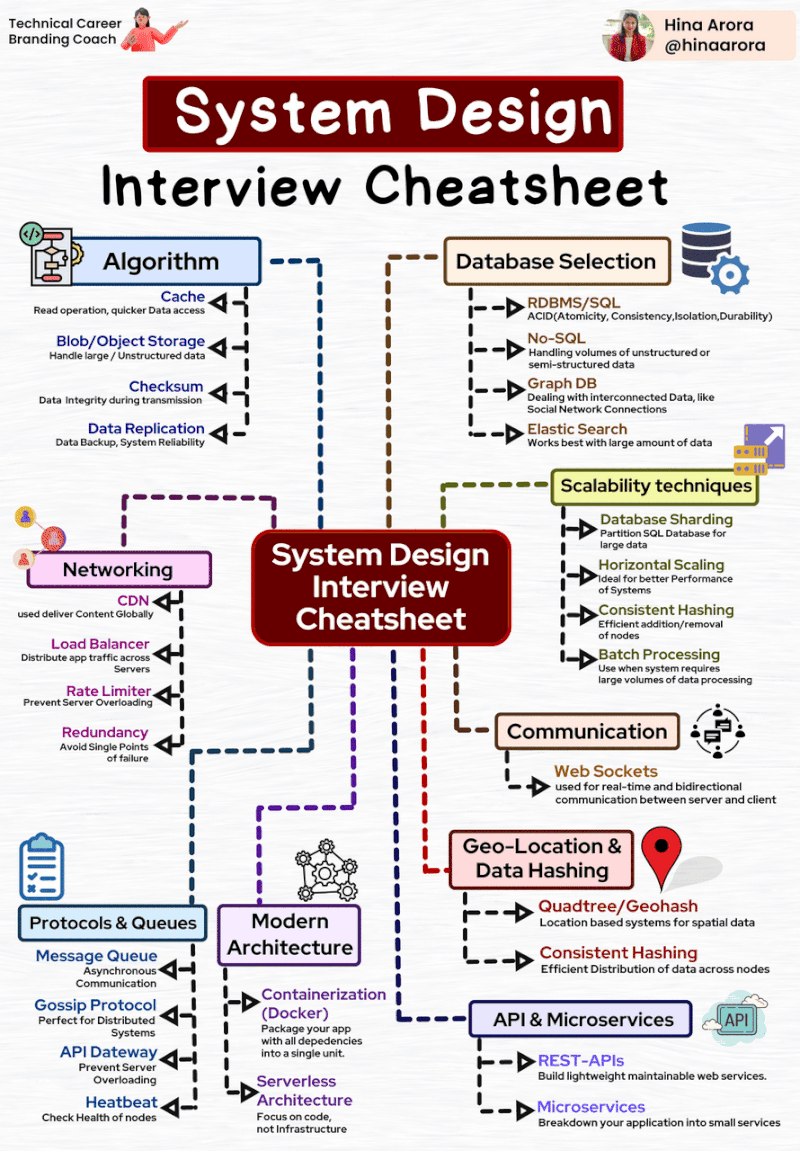 Technical Career
Branding Coach
Hina Arora
@hinaarora
System Design
Interview Cheatsheet
</>
Algorithm
Cache
Read operation, quicker Data access
Blob/Object Storage
Handle large / Unstructured data
Checksum
Data Integrity during transmission
Data Replication
Data Backup, System Reliability
Database Selection
RDBMS/SQL
ACID(Atomicity, Consistency,Isolation,Durability)
No-SQL
Handling volumes of unstructured or
semi-structured data
Graph DB
Dealing with interconnected Data, like
Social Network Connections
Elastic Search
Works best with large amount of data
Scalability techniques
Database Sharding
Partition SQL Database for
large data
Horizontal Scaling
Ideal for better Performance
of Systems
Consistent Hashing
Efficient addition/removal
of nodes
Batch Processing
Use when system requires
large volumes of data processing
System Design
Interview
Cheatsheet
Networking
CDN
used deliver Content Globally
Load Balancer
Distribute app traffic across
Servers
Rate Limiter
Prevent Server Overloading
Redundancy
Avoid Single Points
of failure
Communication
Web Sockets
used for real-time and bidirectional
communication between server and client
Geo-Location &
Data Hashing
Quadtree/Geohash
Location based systems for spatial data
Consistent Hashing
Efficient Distribution of data across nodes
Protocols & Queues
Message Queue
Asynchronous
Communication
Gossip Protocol
Perfect for Distributed
Systems
API Gateway
Prevent Server
Overloading
Heatbeat
Check Health of nodes
Modern
Architecture
Containerization
(Docker)
Package your app
with all depedencies
into a single unit.
Serverless
Architecture
Focus on code,
not Infrastructure
API & Microservices
API
REST-APIs
Build lightweight maintainable web services.
Microservices
Breakdown your application into small services